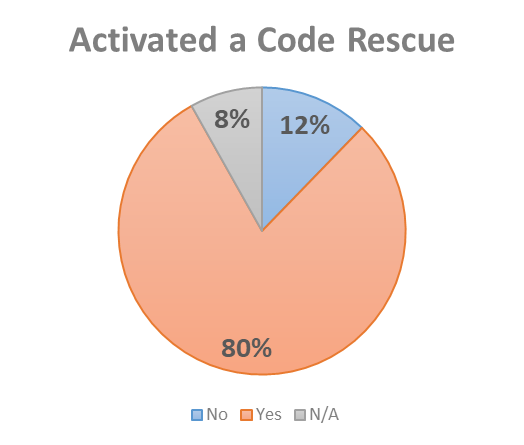 Activated a Code Rescue
8% 12%
80%
No Yes N/A